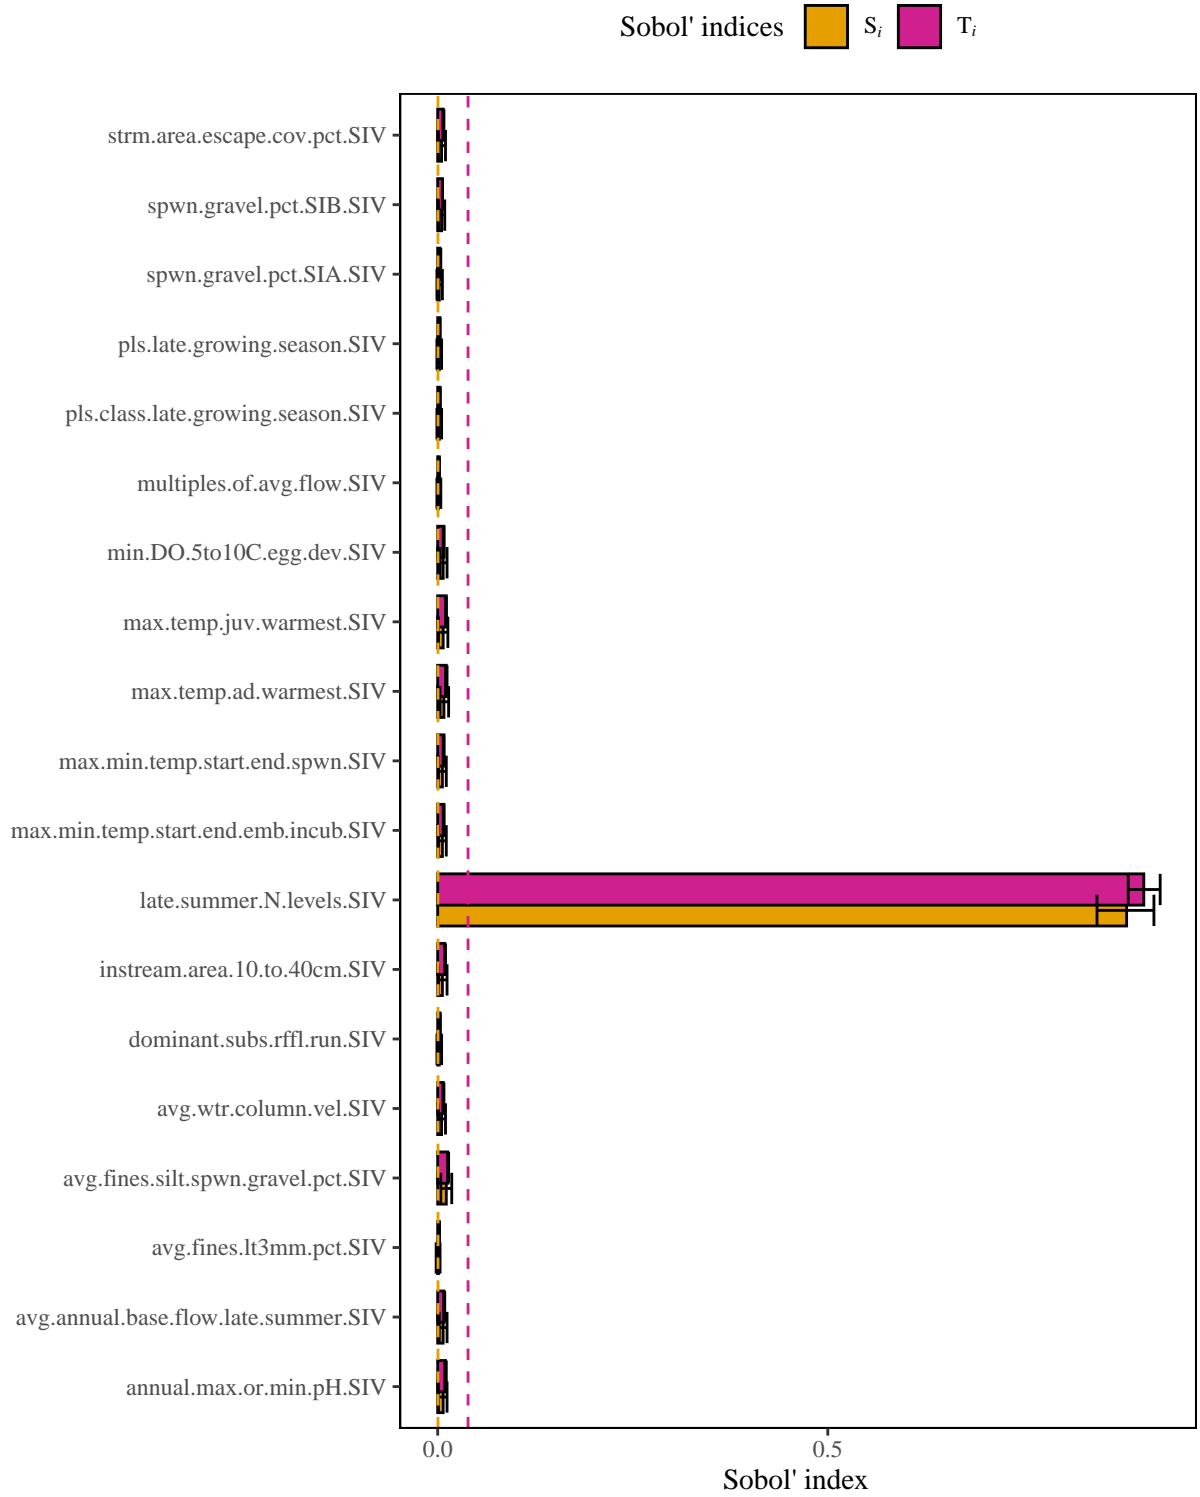 Sobol' indices Si Ti
strm.area.escape.cov.pct.SIV
spwn.gravel.pct.SIB.SIV
spwn.gravel.pct.SIA.SIV
pls.late.growing.season.SIV
pls.class.late.growing.season.SIV
multiples.of.avg.flow.SIV
min.DO.5to10C.egg.dev.SIV
max.temp.juv.warmest.SIV
max.temp.ad.warmest.SIV
max.min.temp.start.end.spwn.SIV
max.min.temp.start.end.emb.incub.SIV
late.summer.N.levels.SIV
instream.area.10.to.40cm.SIV
dominant.subs.rffl.run.SIV
avg.wtr.column.vel.SIV
avg.fines.silt.spwn.gravel.pct.SIV
avg.fines.lt3mm.pct.SIV
avg.annual.base.flow.late.summer.SIV
annual.max.or.min.pH.SIV
0.0 0.5
Sobol' index